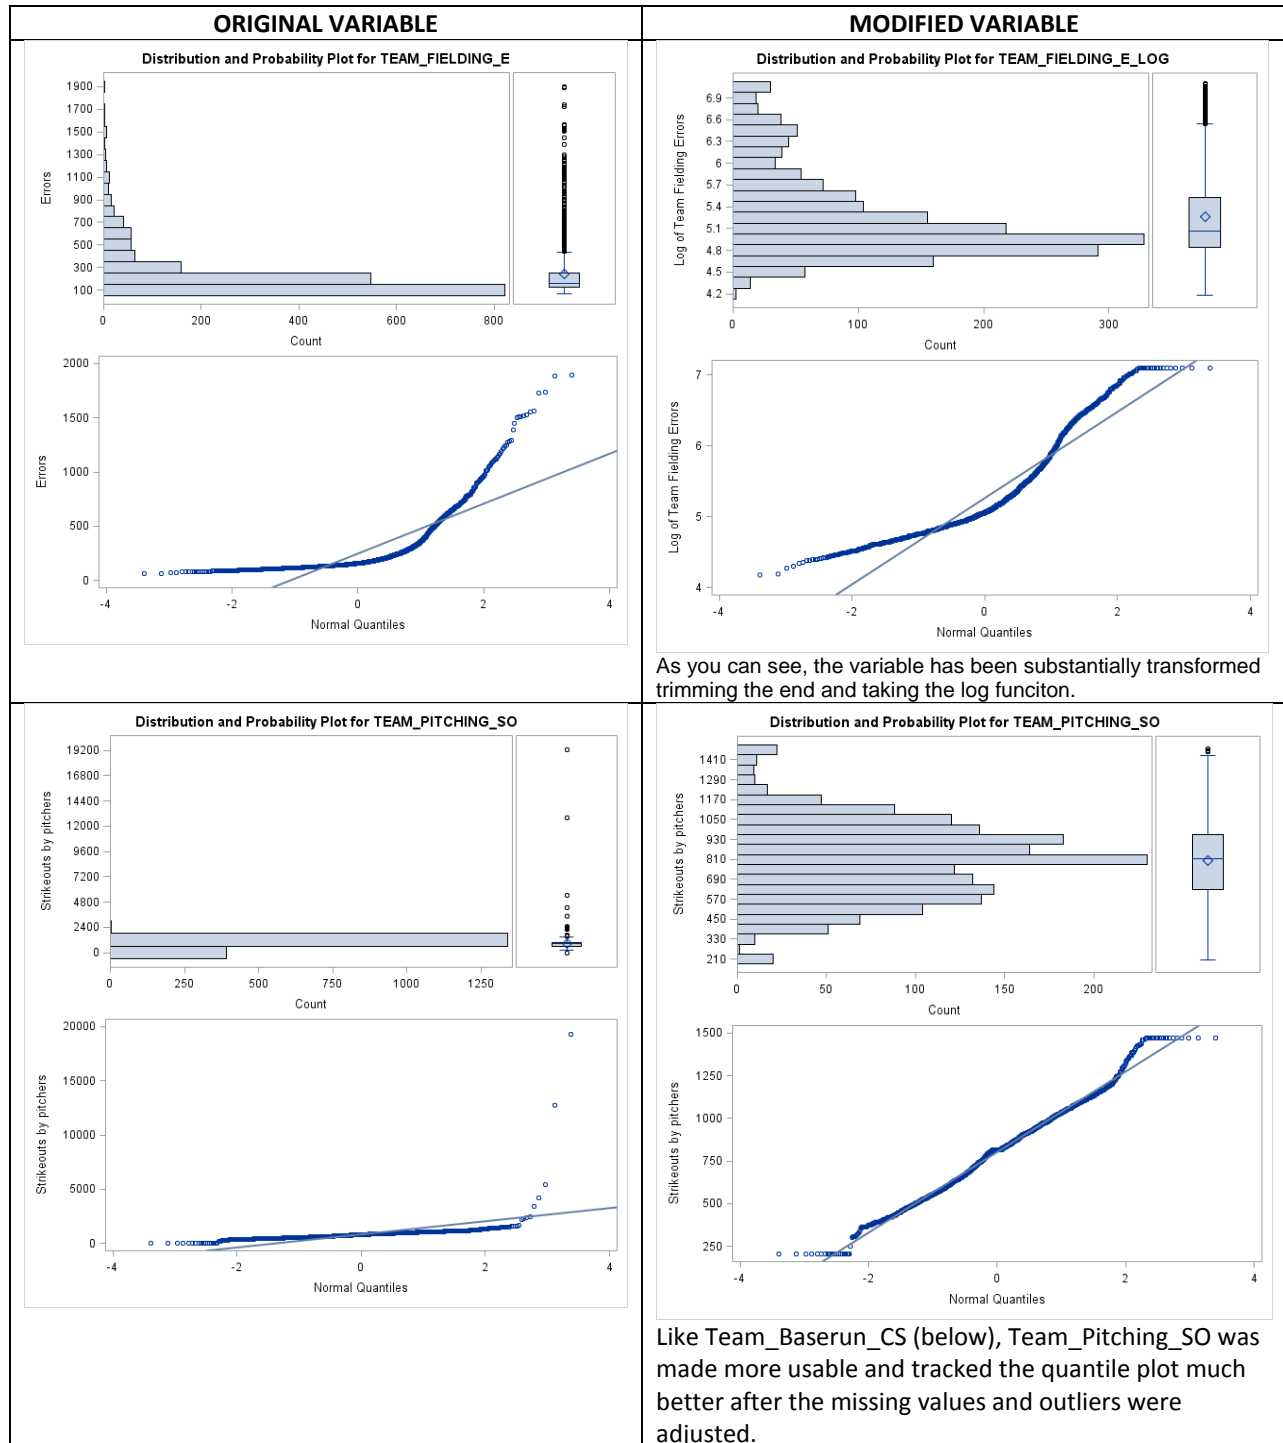 ORIGINAL VARIABLE
MODIFIED VARIABLE
Distribution and Probability Plot for TEAM_FIELDING_E
1900
1700
1500
1300
1100
900
700
500
300
100
Errors
0 200 400 600 800
Count
2000
1500
1000
500
0
Errors
-4 -2 0 2 4
Normal Quantiles
Distribution and Probability Plot for TEAM_FIELDING_E_LOG
6.9
6.6
6.3
6
5.7
5.4
5.1
4.8
4.5
4.2
Log of Team Fielding Errors
0 100 200 300
Count
7
6
5
4
Log of Team Fielding Errors
-4 -2 0 2 4
Normal Quantiles
As you can see, the variable has been substantially transformed
trimming the end and taking the log funciton.
Distribution and Probability Plot for TEAM_PITCHING_SO
19200
16800
14400
12000
9600
7200
4800
2400
0
Strikeouts by pitchers
0 250 500 750 1000 1250
Count
20000
15000
10000
5000
0
Strikeouts by pitchers
-4 -2 0 2 4
Normal Quantiles
Distribution and Probability Plot for TEAM_PITCHING_SO
1410
1290
1170
1050
930
810
690
570
450
330
210
Strikeouts by pitchers
0 50 100 150 200
Count
1500
1250
1000
750
500
250
Strikeouts by pitchers
-4 -2 0 2 4
Normal Quantiles
Like Team_Baserun_CS (below), Team_Pitching_SO was
made more usable and tracked the quantile plot much
better after the missing values and outliers were
adjusted.